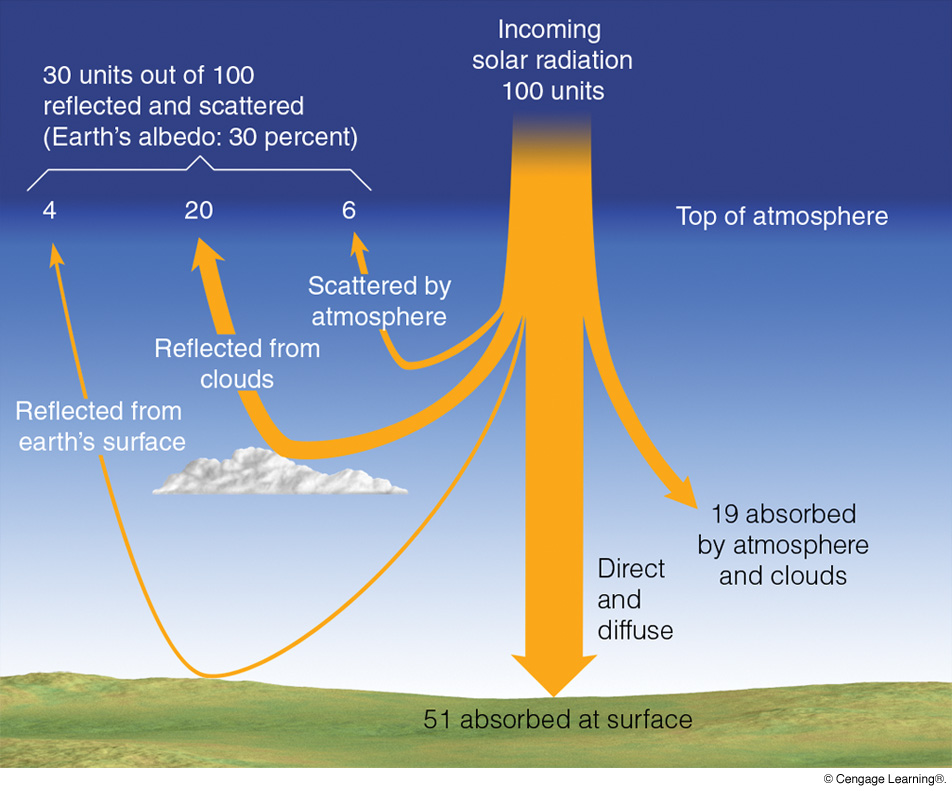 Incoming
solar radiation
100 units
30 units out of 100
reflected and scattered
(Earth's albedo: 30 percent)
4
20
6
Top of atmosphere
Scattered by
atmosphere
Reflected from
clouds
Reflected from
earth's surface
19 absorbed
by atmosphere
and clouds
Direct
and
diffuse
51 absorbed at surface
© Cengage Learning®.